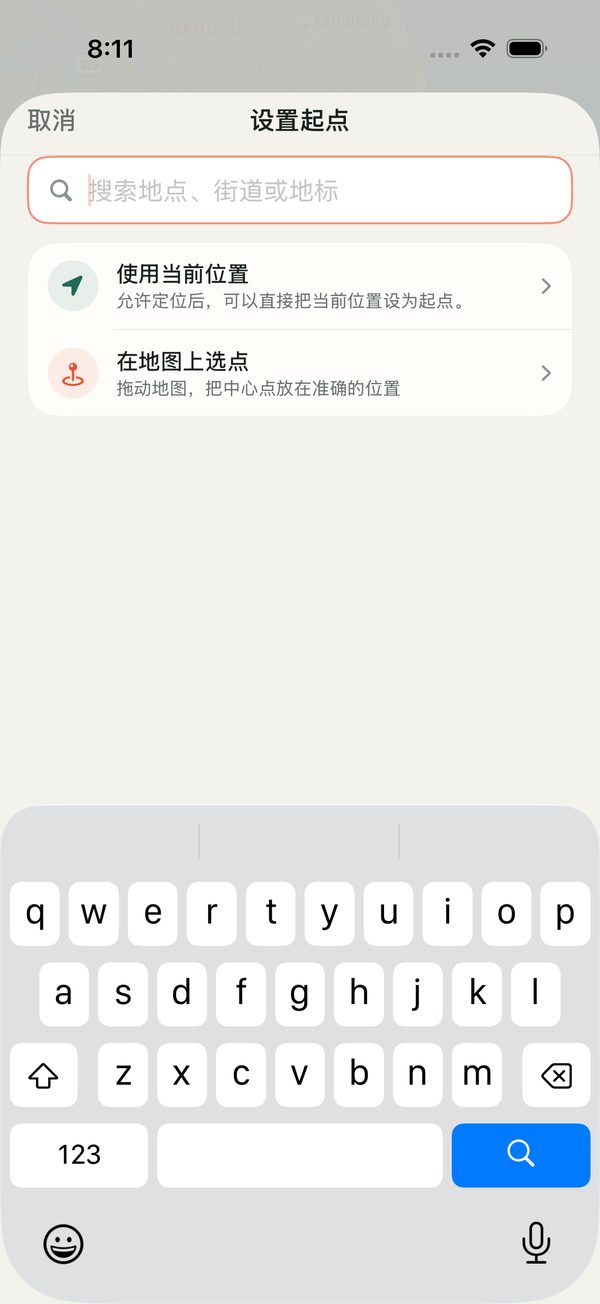 JIANGSU
Yancheng
8:11
取消
设置起点
搜索地点、街道或地标
使用当前位置
允许定位后，可以直接把当前位置设为起点。
在地图上选点
拖动地图，把中心点放在准确的位置
q w e r t y u i o p
a s d f g h j k l
z x c v b n m
123